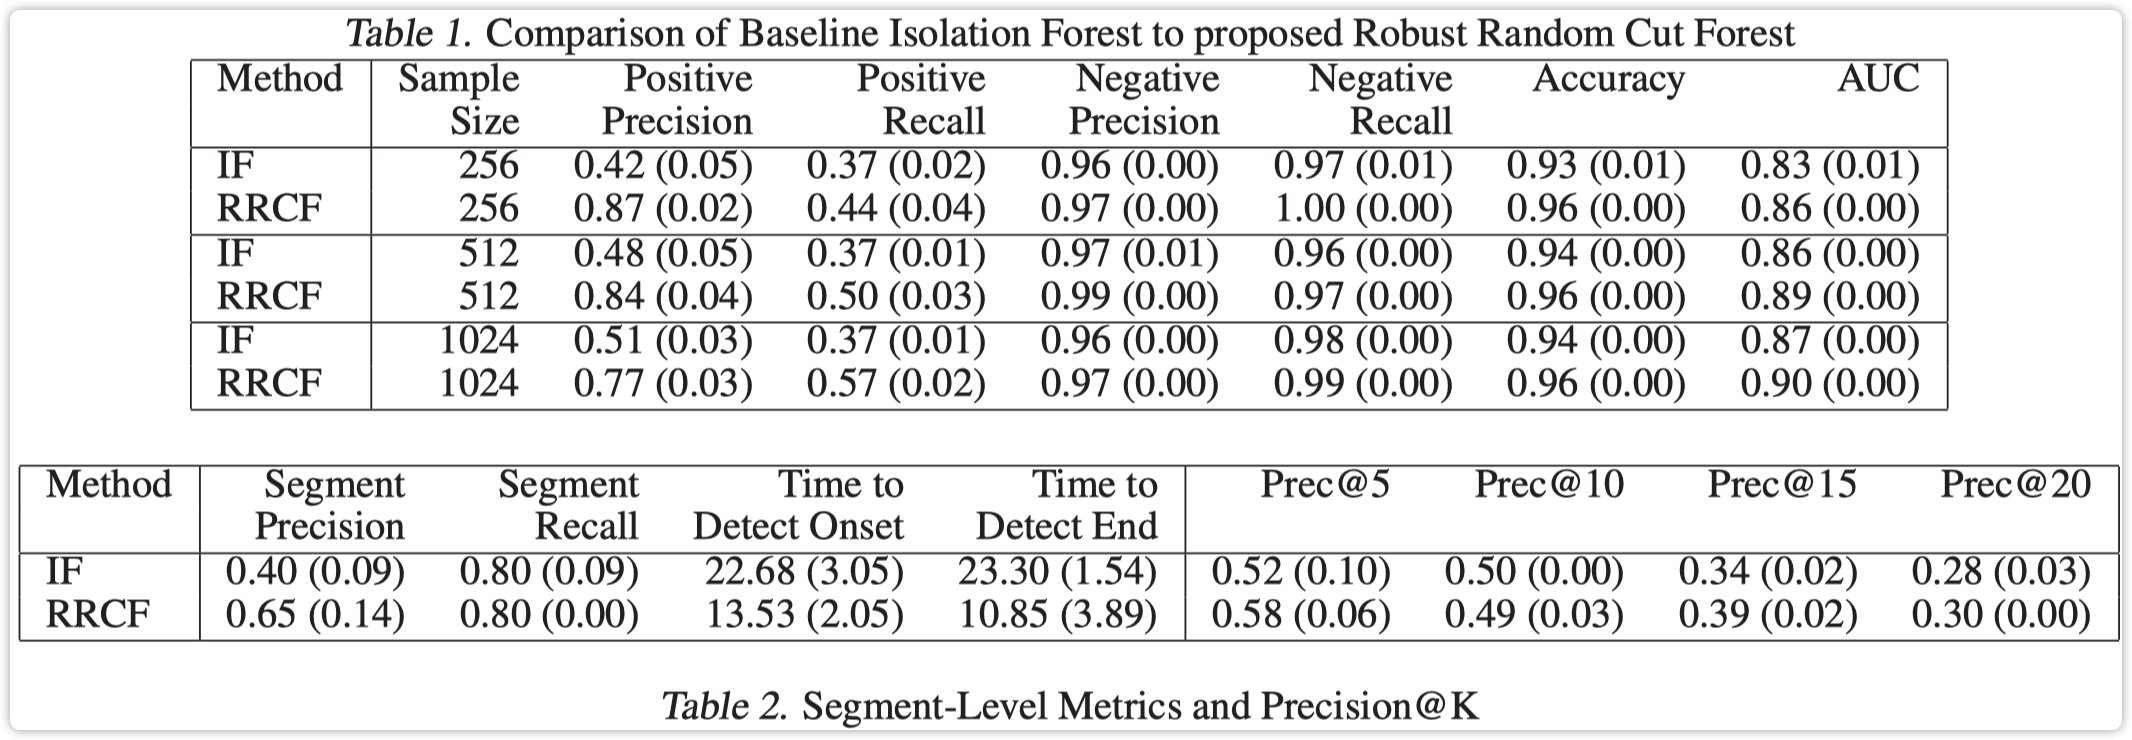 Table 1. Comparison of Baseline Isolation Forest to proposed Robust Random Cut Forest
Method Sample Positive Positive Negative Negative Accuracy AUC
Size Precision Recall Precision Recall
IF 256 0.42 (0.05) 0.37 (0.02) 0.96 (0.00) 0.97 (0.01) 0.93 (0.01) 0.83 (0.01)
RRCF 256 0.87 (0.02) 0.44 (0.04) 0.97 (0.00) 1.00 (0.00) 0.96 (0.00) 0.86 (0.00)
IF 512 0.48 (0.05) 0.37 (0.01) 0.97 (0.01) 0.96 (0.00) 0.94 (0.00) 0.86 (0.00)
RRCF 512 0.84 (0.04) 0.50 (0.03) 0.99 (0.00) 0.97 (0.00) 0.96 (0.00) 0.89 (0.00)
IF 1024 0.51 (0.03) 0.37 (0.01) 0.96 (0.00) 0.98 (0.00) 0.94 (0.00) 0.87 (0.00)
RRCF 1024 0.77 (0.03) 0.57 (0.02) 0.97 (0.00) 0.99 (0.00) 0.96 (0.00) 0.90 (0.00)
Method Segment Segment Time to Time to Prec@5 Prec@10 Prec@15 Prec@20
Precision Recall Detect Onset Detect End
IF 0.40 (0.09) 0.80 (0.09) 22.68 (3.05) 23.30 (1.54) 0.52 (0.10) 0.50 (0.00) 0.34 (0.02) 0.28 (0.03)
RRCF 0.65 (0.14) 0.80 (0.00) 13.53 (2.05) 10.85 (3.89) 0.58 (0.06) 0.49 (0.03) 0.39 (0.02) 0.30 (0.00)
Table 2. Segment-Level Metrics and Precision@K